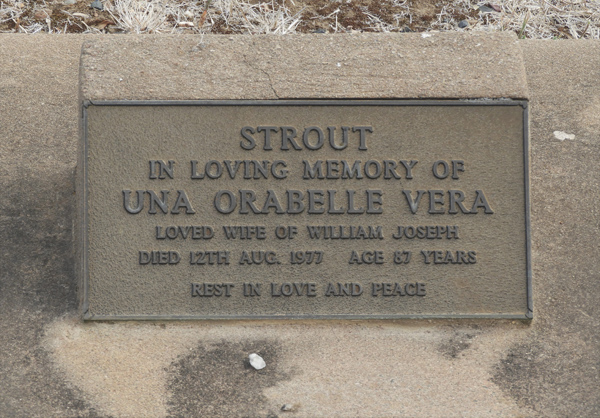 STROUT
IN LOVING MEMORY OF
UNA ORABELLE VERA
LOVED WIFE OF WILLIAM JOSEPH
DIED 12TH AUG. 1977 AGE 87 YEARS
REST IN LOVE AND PEACE